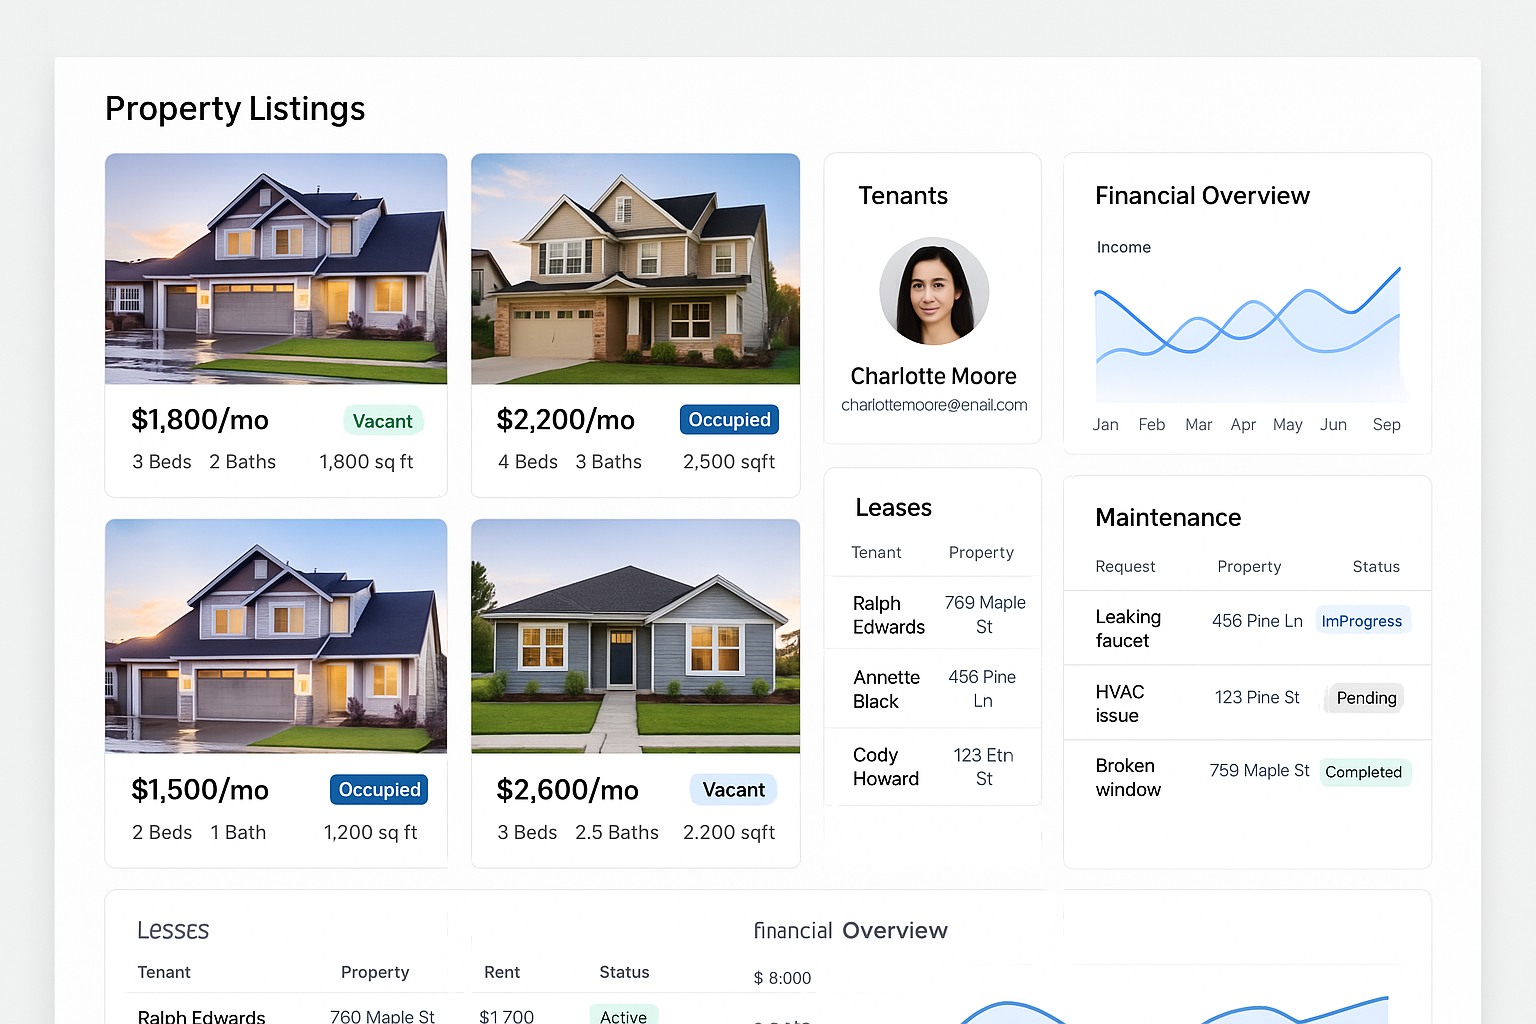 Property Listings
$1,800/mo
Vacant
3 Beds 2 Baths 1,800 sq ft
$2,200/mo
Occupied
4 Beds 3 Baths 2,500 sqft
$1,500/mo
Occupied
2 Beds 1 Bath 1,200 sq ft
$2,600/mo
Vacant
3 Beds 2.5 Baths 2.200 sqft
Tenants
Charlotte Moore
charlottemoore@enail.com
Leases
Tenant Property
Ralph
Edwards
769 Maple
St
Annette
Black
456 Pine
Ln
Cody
Howard
123 Etn
St
Financial Overview
Income
Jan Feb Mar Apr May Jun Sep
Maintenance
Request Property Status
Leaking
faucet
456 Pine Ln
ImProgress
HVAC
issue
123 Pine St
Pending
Broken
window
759 Maple St
Completed
Lesses
Tenant Property Rent Status
Ralph Edwards 760 Maple St $1700 Active
financial Overview
$ 8:000